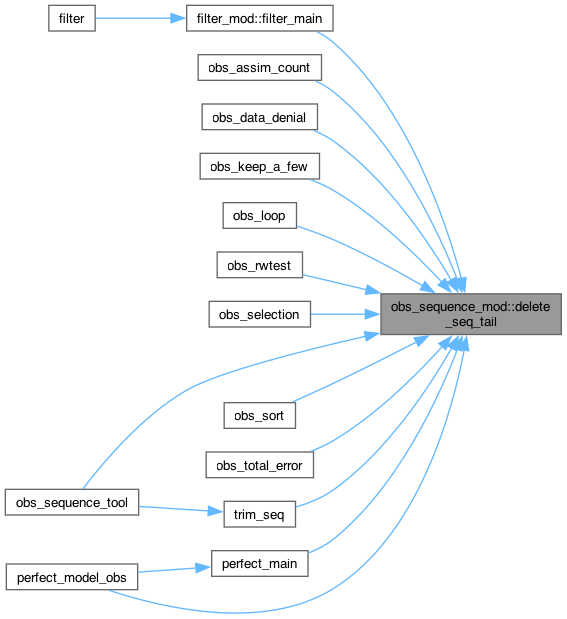 filter
filter_mod::filter_main
obs_assim_count
obs_data_denial
obs_keep_a_few
obs_loop
obs_rwtest
obs_selection
obs_sequence_mod::delete
_seq_tail
obs_sort
obs_total_error
obs_sequence_tool
trim_seq
perfect_main
perfect_model_obs